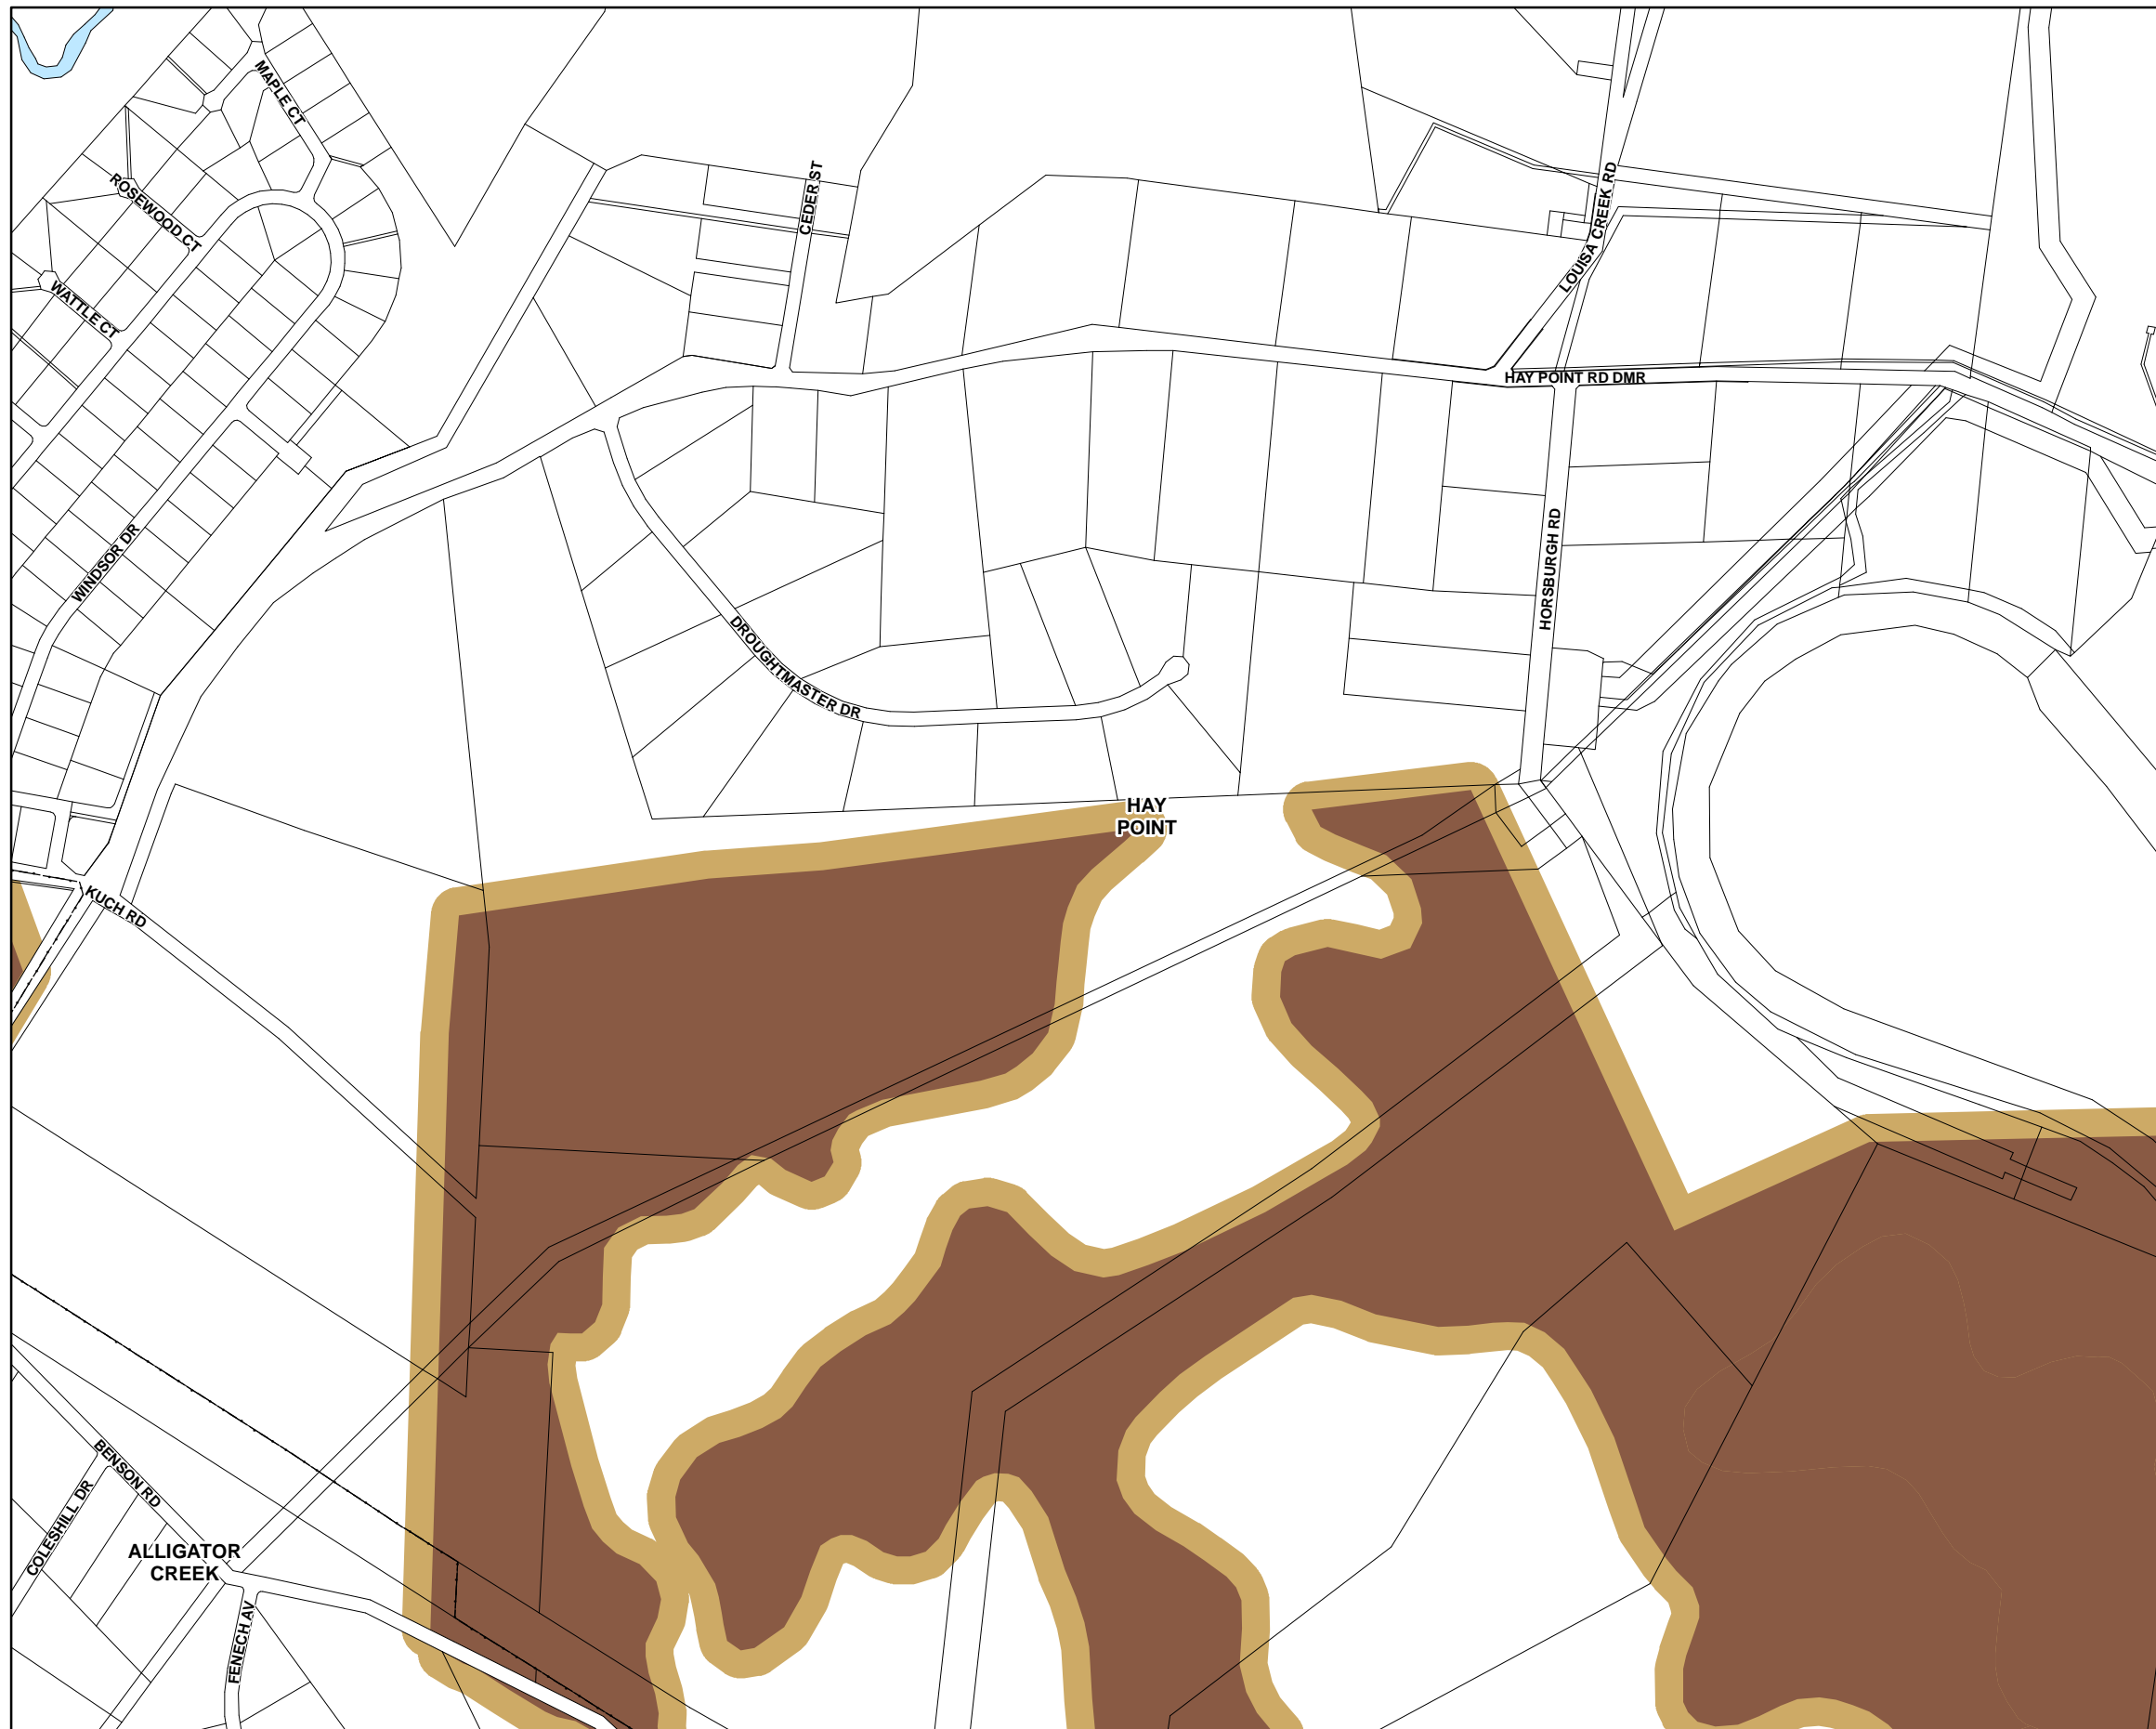 MAPLE CT
ROSEWOOD CT
CEDER ST
LOUISA CREEK RD
WATTLE CT
HAY POINT RD DMR
WINDSOR DR
HORSBURGH RD
DROUGHTMASTER DR
HAY
POINT
KUCH RD
BENSON RD
COLESHILL DR
ALLIGATOR
CREEK
FENECH AV